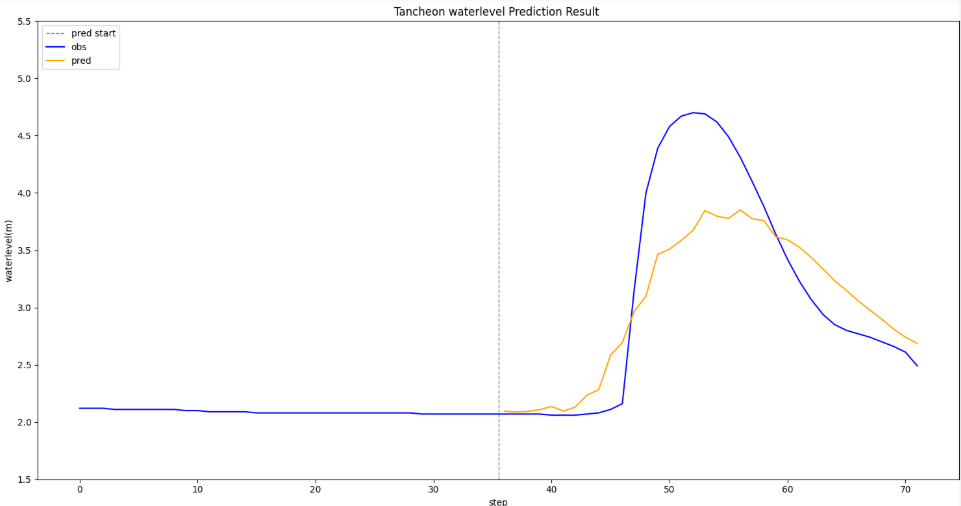 Tancheon waterlevel Prediction Result
pred start
obs
pred
waterlevel(m)
5.5
5.0
4.5
4.0
3.5
3.0
2.5
2.0
1.5
0 10 20 30 40 50 60 70
step